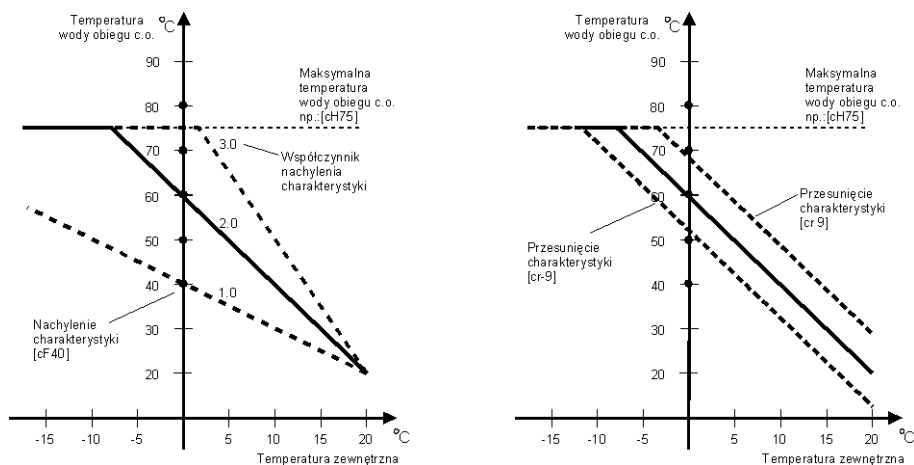 Temperatura
wody obiegu c.o.
°C
90
80
70
60
50
40
30
20
Maksymalna
temperatura
wody obiegu c.o.
np.:[cH75]
3.0
Współczynnik
nachylenia
charakterystyki
2.0
1.0
Nachylenie
charakterystyki
[cF40]
-15 -10 -5 5 10 15 20 °C
Temperatura zewnętrzna
Temperatura
wody obiegu c.o.
°C
90
80
70
60
50
40
30
20
Maksymalna
temperatura
wody obiegu c.o.
np.:[cH75]
Przesunięcie
charakterystyki
[cr 9]
Przesunięcie
charakterystyki
[cr-9]
-15 -10 -5 0 5 10 15 20 °C
Temperatura zewnętrzna